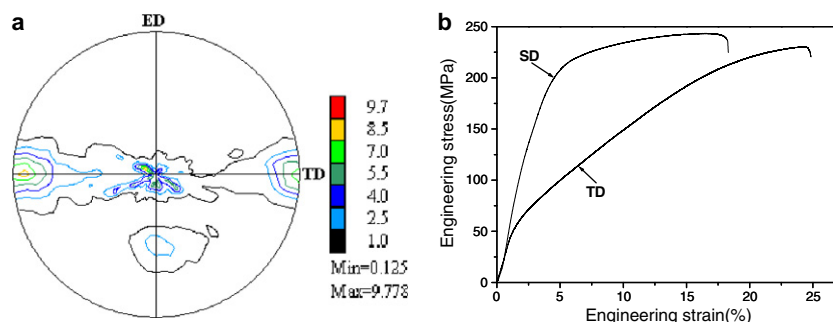 a
ED
TD
9.7
8.5
7.0
5.5
4.0
2.5
1.0
Min=0.125
Max=9.778
b
Engineering stress(MPa)
250
200
150
100
50
0
SD
TD
0
5
10
15
20
25
Engineering strain(%)